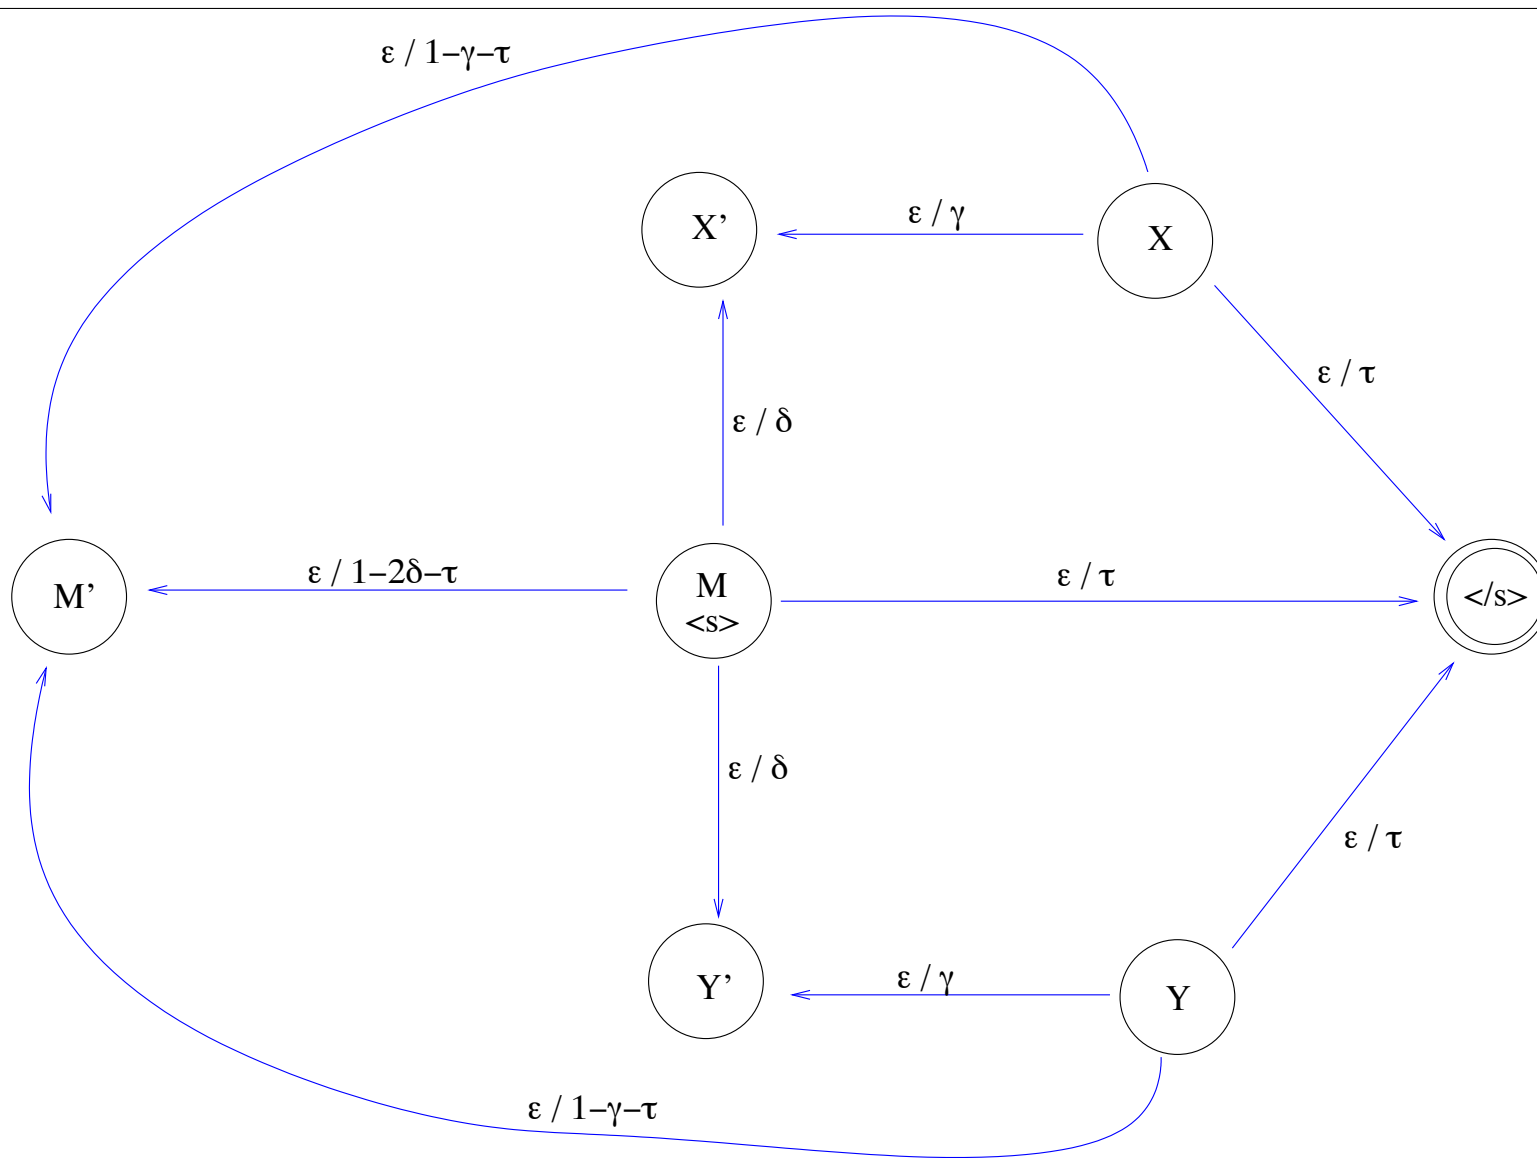 ε / 1−γ−τ
X’
ε / γ
X
ε / τ
ε / δ
M’
ε / 1−2δ−τ
M
<s>
ε / τ
</s>
ε / δ
ε / τ
Y’
ε / γ
Y
ε / 1−γ−τ